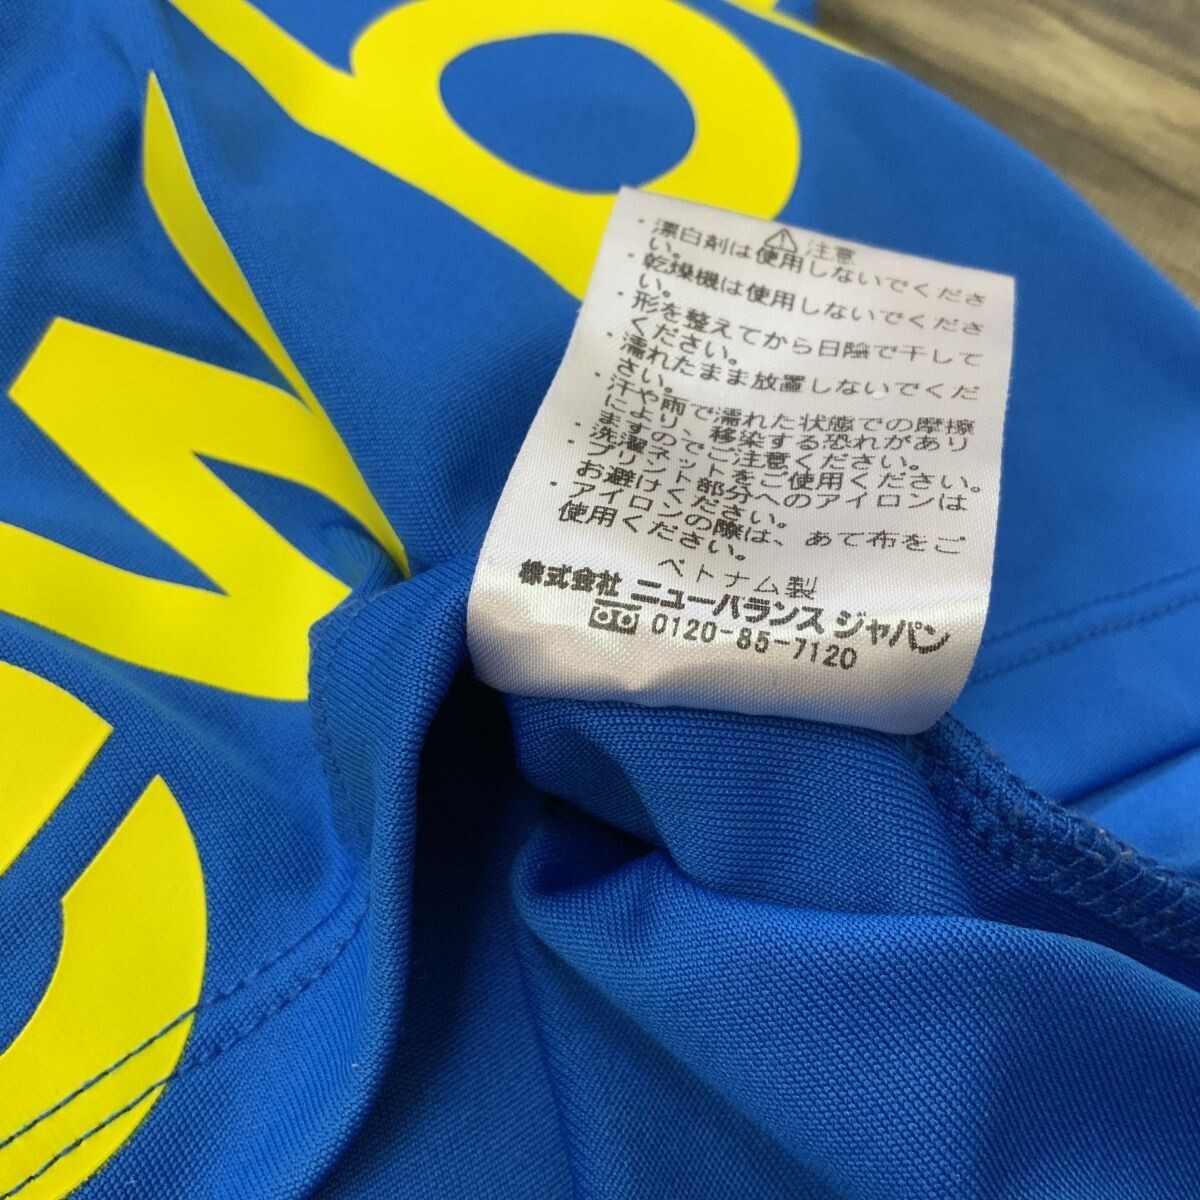 ew b
⚠注意
・漂白剤は使用しないでくださ
い。
・乾燥機は使用しないでくださ
い。
・形を整えてから日陰で干して
ください。
・濡れたまま放置しないでくだ
さい。
・汗や雨で濡れた状態での摩擦
により、移染する恐れがあり
ますのでご注意ください。
・洗濯ネットをご使用ください。
・プリント部分へのアイロンは
お避けください。
・アイロンの際は、あて布をご
使用ください。
ベトナム製
株式会社 ニューバランス ジャパン
0120-85-7120